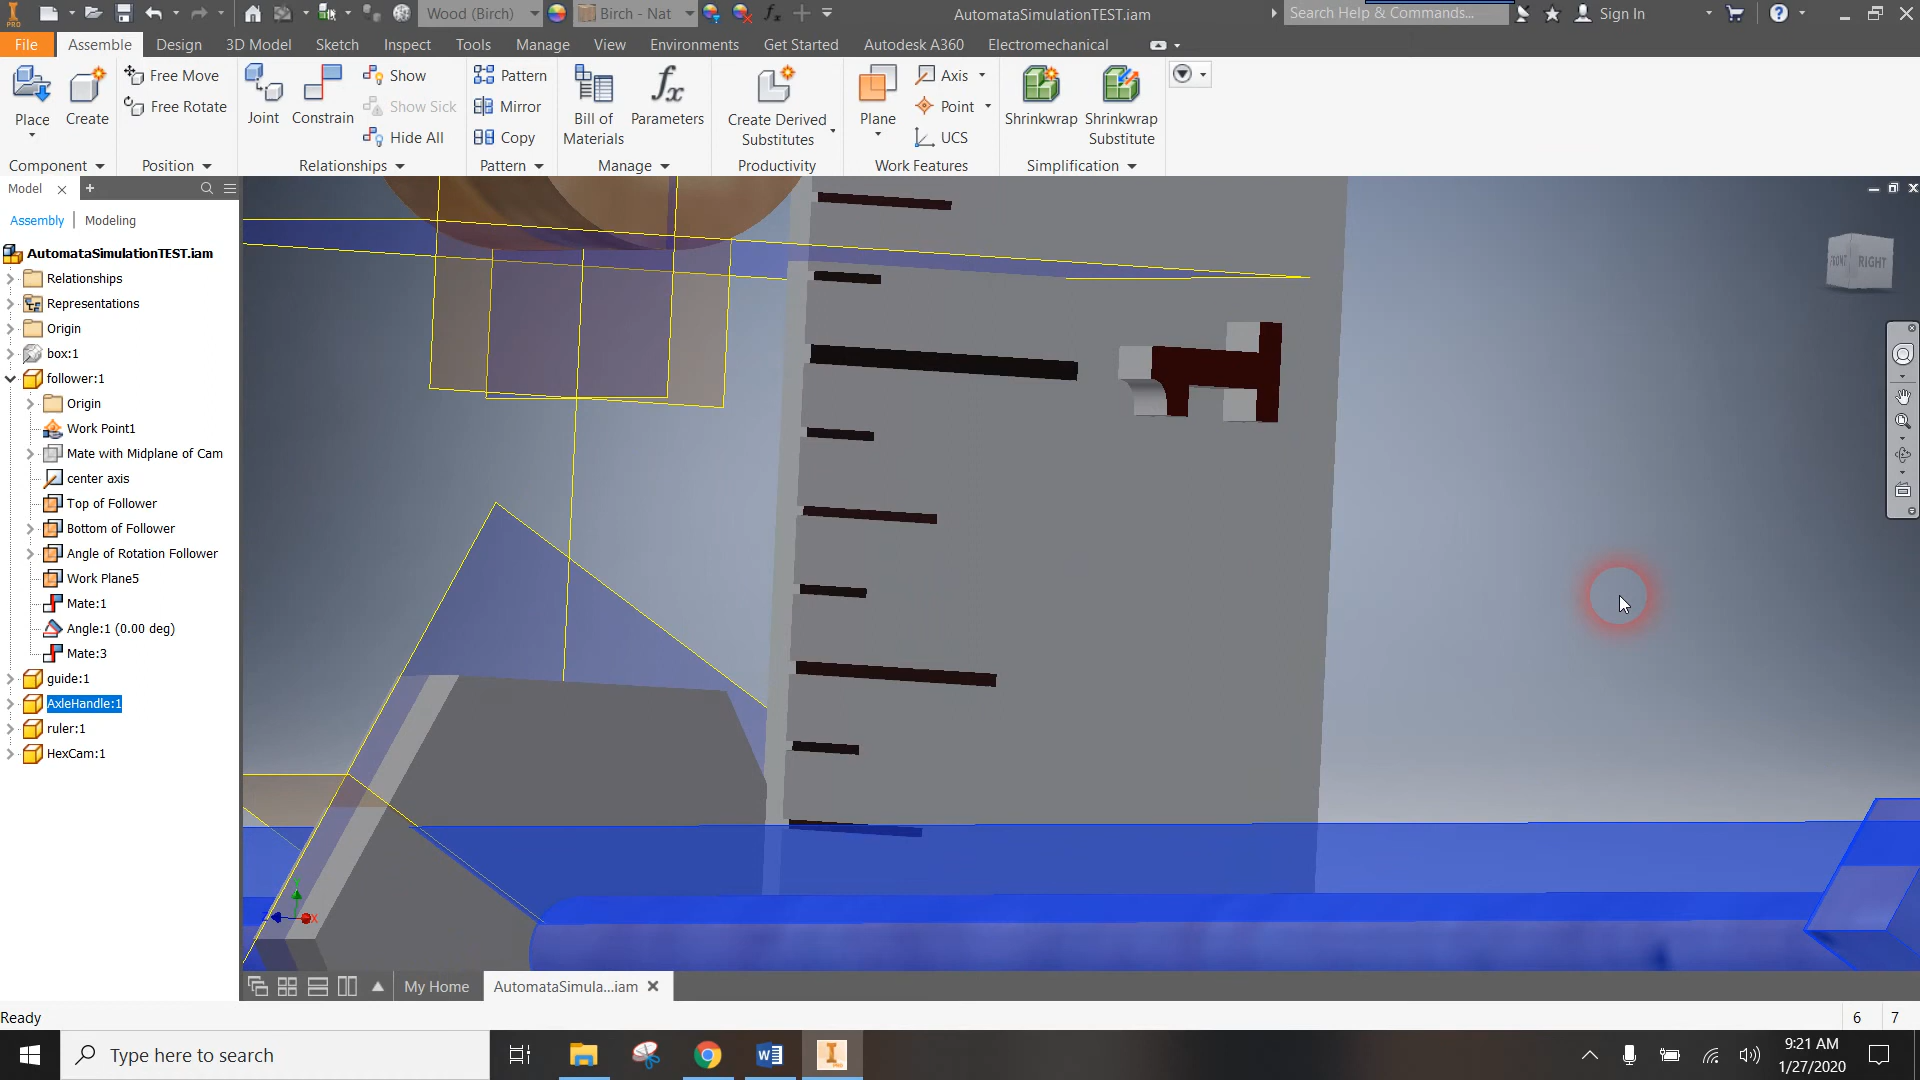 PRO
Wood (Birch)
Birch - Nat
AutomataSimulationTEST.iam
Search Help & Commands...
Sign In
File
Assemble
Design
3D Model
Sketch
Inspect
Tools
Manage
View
Environments
Get Started
Autodesk A360
Electromechanical
Place
Create
Free Move
Free Rotate
Joint
Constrain
Show
Show Sick
Hide All
Pattern
Mirror
Copy
Bill of
Materials
Parameters
Create Derived
Substitutes
Plane
Axis
Point
UCS
Shrinkwrap
Shrinkwrap
Substitute
Component
Position
Relationships
Pattern
Manage
Productivity
Work Features
Simplification
Model
Assembly
Modeling
AutomataSimulationTEST.iam
Relationships
Representations
Origin
box:1
follower:1
Origin
Work Point1
Mate with Midplane of Cam
center axis
Top of Follower
Bottom of Follower
Angle of Rotation Follower
Work Plane5
Mate:1
Angle:1 (0.00 deg)
Mate:3
guide:1
AxleHandle:1
ruler:1
HexCam:1
FRONT
RIGHT
1
Z
X
My Home
AutomataSimula...iam
Ready
6
7
Type here to search
9:21 AM
1/27/2020